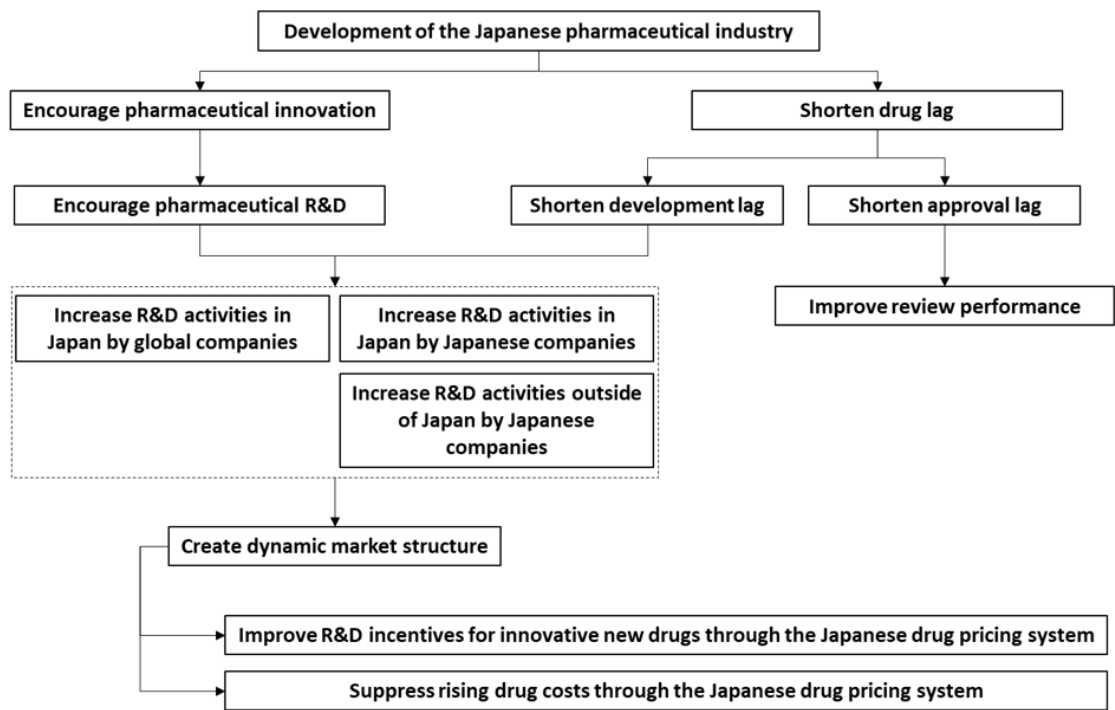 Development of the Japanese pharmaceutical industry
Encourage pharmaceutical innovation
Shorten drug lag
Encourage pharmaceutical R&D
Shorten development lag
Shorten approval lag
Increase R&D activities in
Japan by global companies
Increase R&D activities in
Japan by Japanese companies
Improve review performance
Increase R&D activities outside
of Japan by Japanese
companies
Create dynamic market structure
Improve R&D incentives for innovative new drugs through the Japanese drug pricing system
Suppress rising drug costs through the Japanese drug pricing system